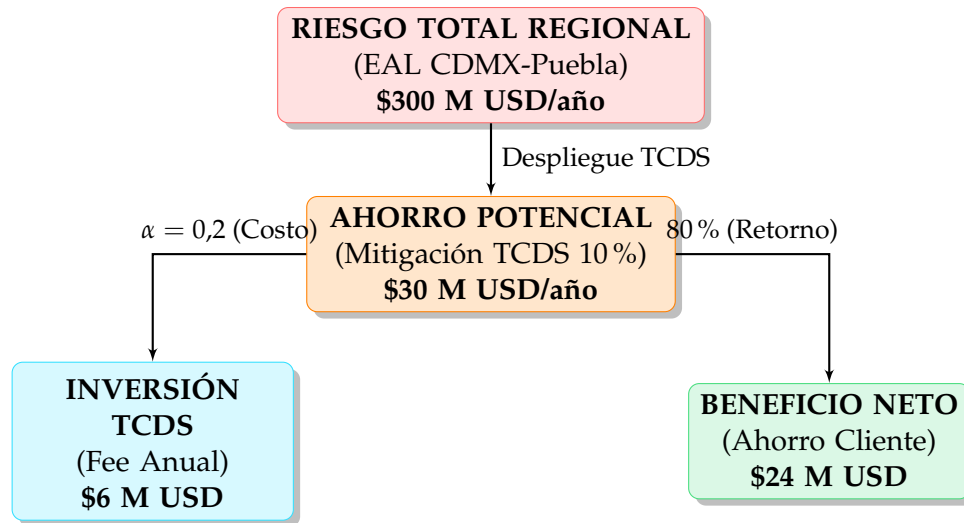 RIESGO TOTAL REGIONAL
(EAL CDMX-Puebla)
$300 M USD/año
Despliegue TCDS
α = 0,2 (Costo)
AHORRO POTENCIAL
(Mitigación TCDS 10 %)
$30 M USD/año
80 % (Retorno)
INVERSIÓN
TCDS
(Fee Anual)
$6 M USD
BENEFICIO NETO
(Ahorro Cliente)
$24 M USD